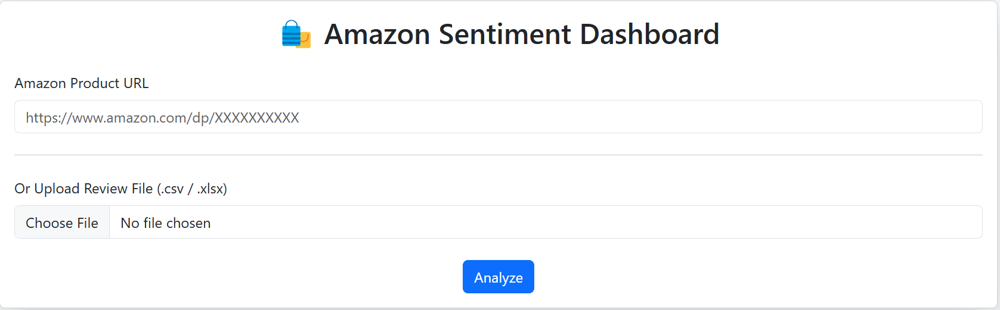 Amazon Sentiment Dashboard
Amazon Product URL
https://www.amazon.com/dp/XXXXXXXXXX
Or Upload Review File (.csv / .xlsx)
Choose File No file chosen
Analyze